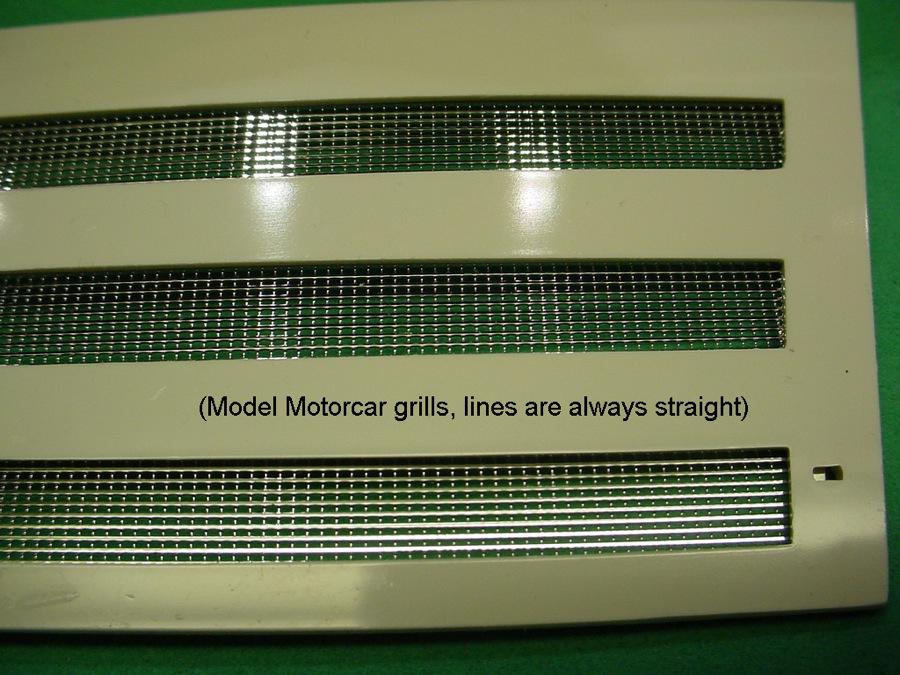 (Model Motorcar grills, lines are always straight)